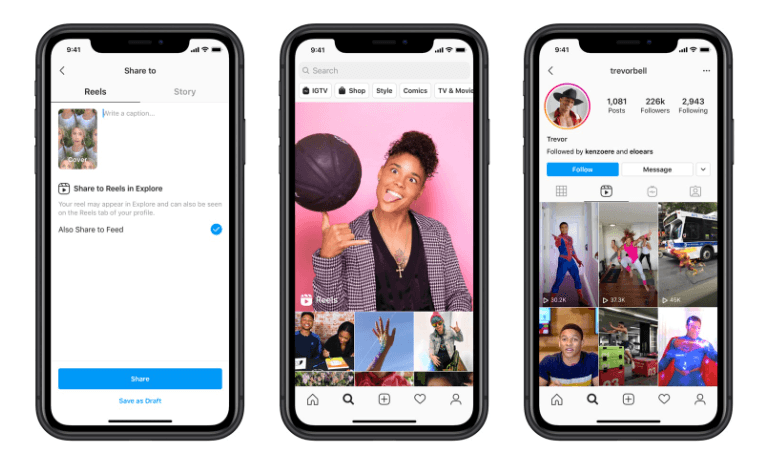 9:41
Share to
Reels
Story
Write a caption...
Cover
Share to Reels in Explore
Your reel may appear in Explore and can also be seen
on the Reels tab of your profile.
Also Share to Feed
Share
Save as Draft
9:41
Search
IGTV
Shop
Style
Comics
TV & Movie
Reels
9:41
trevorbell
1,081
Posts
226k
Followers
2,943
Following
Trevor
Followed by kenzoere and eloears
Follow
Message
30.2K
37.3K
45K